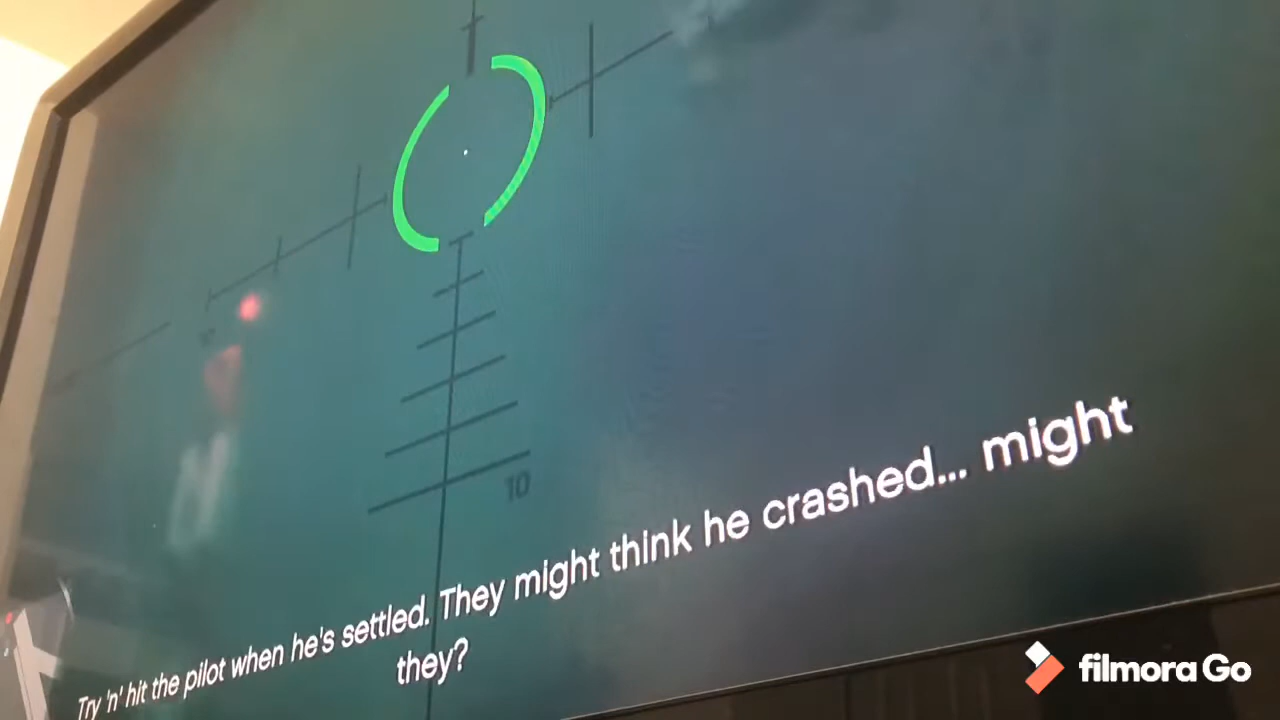 10
Try 'n' hit the pilot when he's settled. They might think he crashed... might
they?
filmora Go